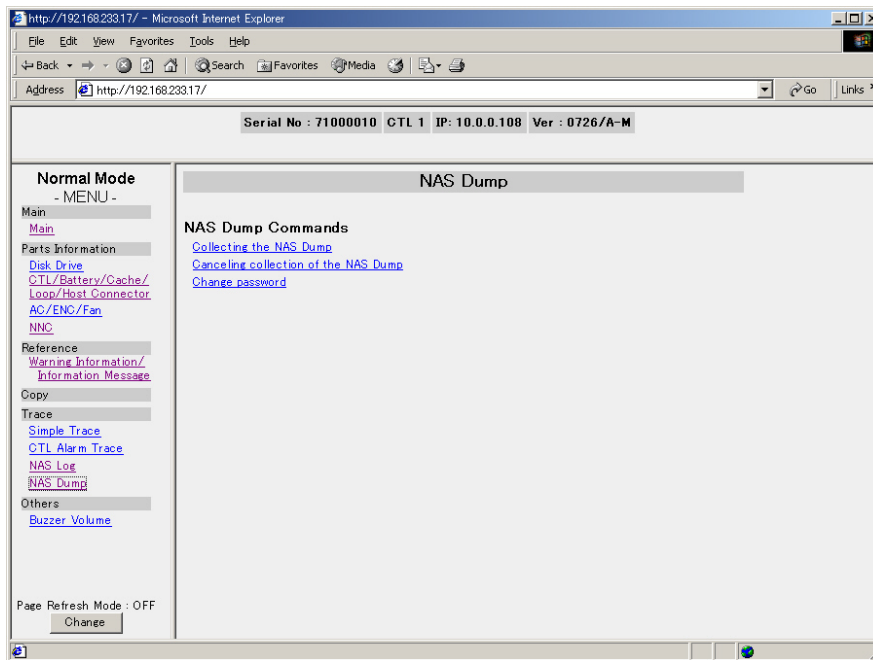 http://192.168.233.17/ - Microsoft Internet Explorer
File Edit View Favorites Tools Help
Back Search Favorites Media
Address http://192.168.233.17/ Go Links
Serial No : 71000010 CTL 1 IP: 10.0.0.108 Ver : 0726/A-M
Normal Mode
- MENU -
Main
Main
Parts Information
Disk Drive
CTL/Battery/Cache/
Loop/Host Connector
AC/ENC/Fan
NNC
Reference
Warning Information/
Information Message
Copy
Trace
Simple Trace
CTL Alarm Trace
NAS Log
NAS Dump
Others
Buzzer Volume
Page Refresh Mode : OFF
Change
NAS Dump
NAS Dump Commands
Collecting the NAS Dump
Canceling collection of the NAS Dump
Change password